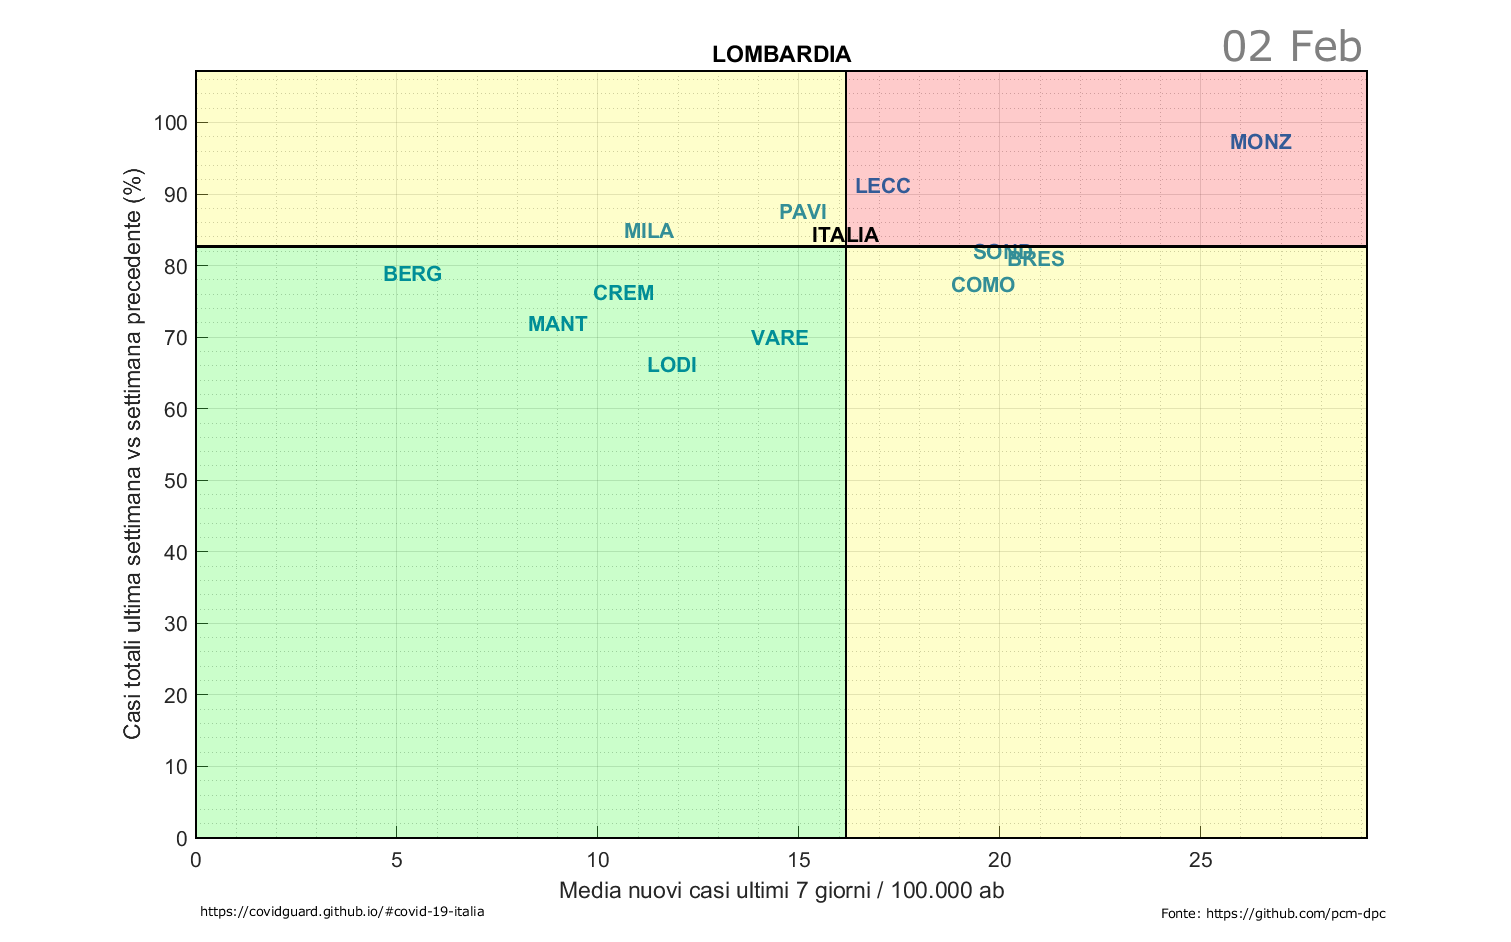 02 Feb
LOMBARDIA
Casi totali ultima settimana vs settimana precedente (%)
100
90
80
70
60
50
40
30
20
10
0
MONZ
LECC
PAVI
MILA
ITALIA
SOND
BRES
BERG
COMO
CREM
MANT
VARE
LODI
0 5 10 15 20 25
Media nuovi casi ultimi 7 giorni / 100.000 ab
https://covidguard.github.io/#covid-19-italia
Fonte: https://github.com/pcm-dpc